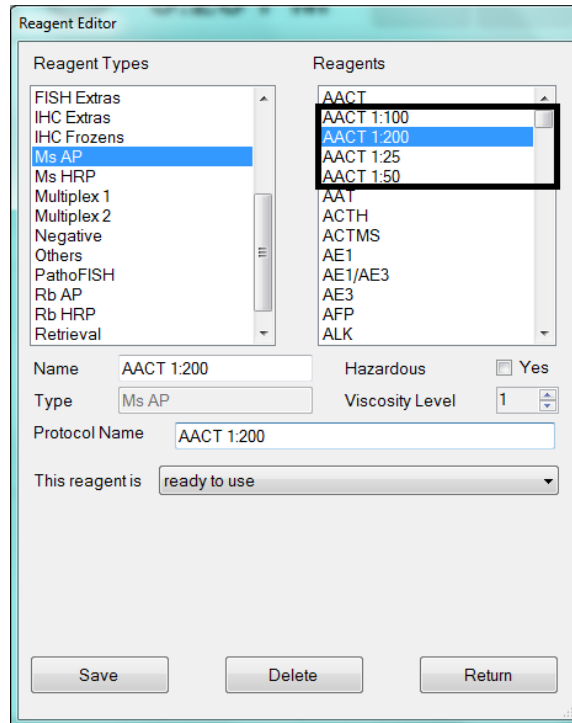 Reagent Editor
Reagent Types
FISH Extras
IHC Extras
IHC Frozens
Ms AP
Ms HRP
Multiplex 1
Multiplex 2
Negative
Others
PathoFISH
Rb AP
Rb HRP
Retrieval
Reagents
AACT
AACT 1:100
AACT 1:200
AACT 1:25
AACT 1:50
AAT
ACTH
ACTMS
AE1
AE1/AE3
AE3
AFP
ALK
Name AACT 1:200 Hazardous Yes
Type Ms AP Viscosity Level 1
Protocol Name AACT 1:200
This reagent is ready to use
Save Delete Return